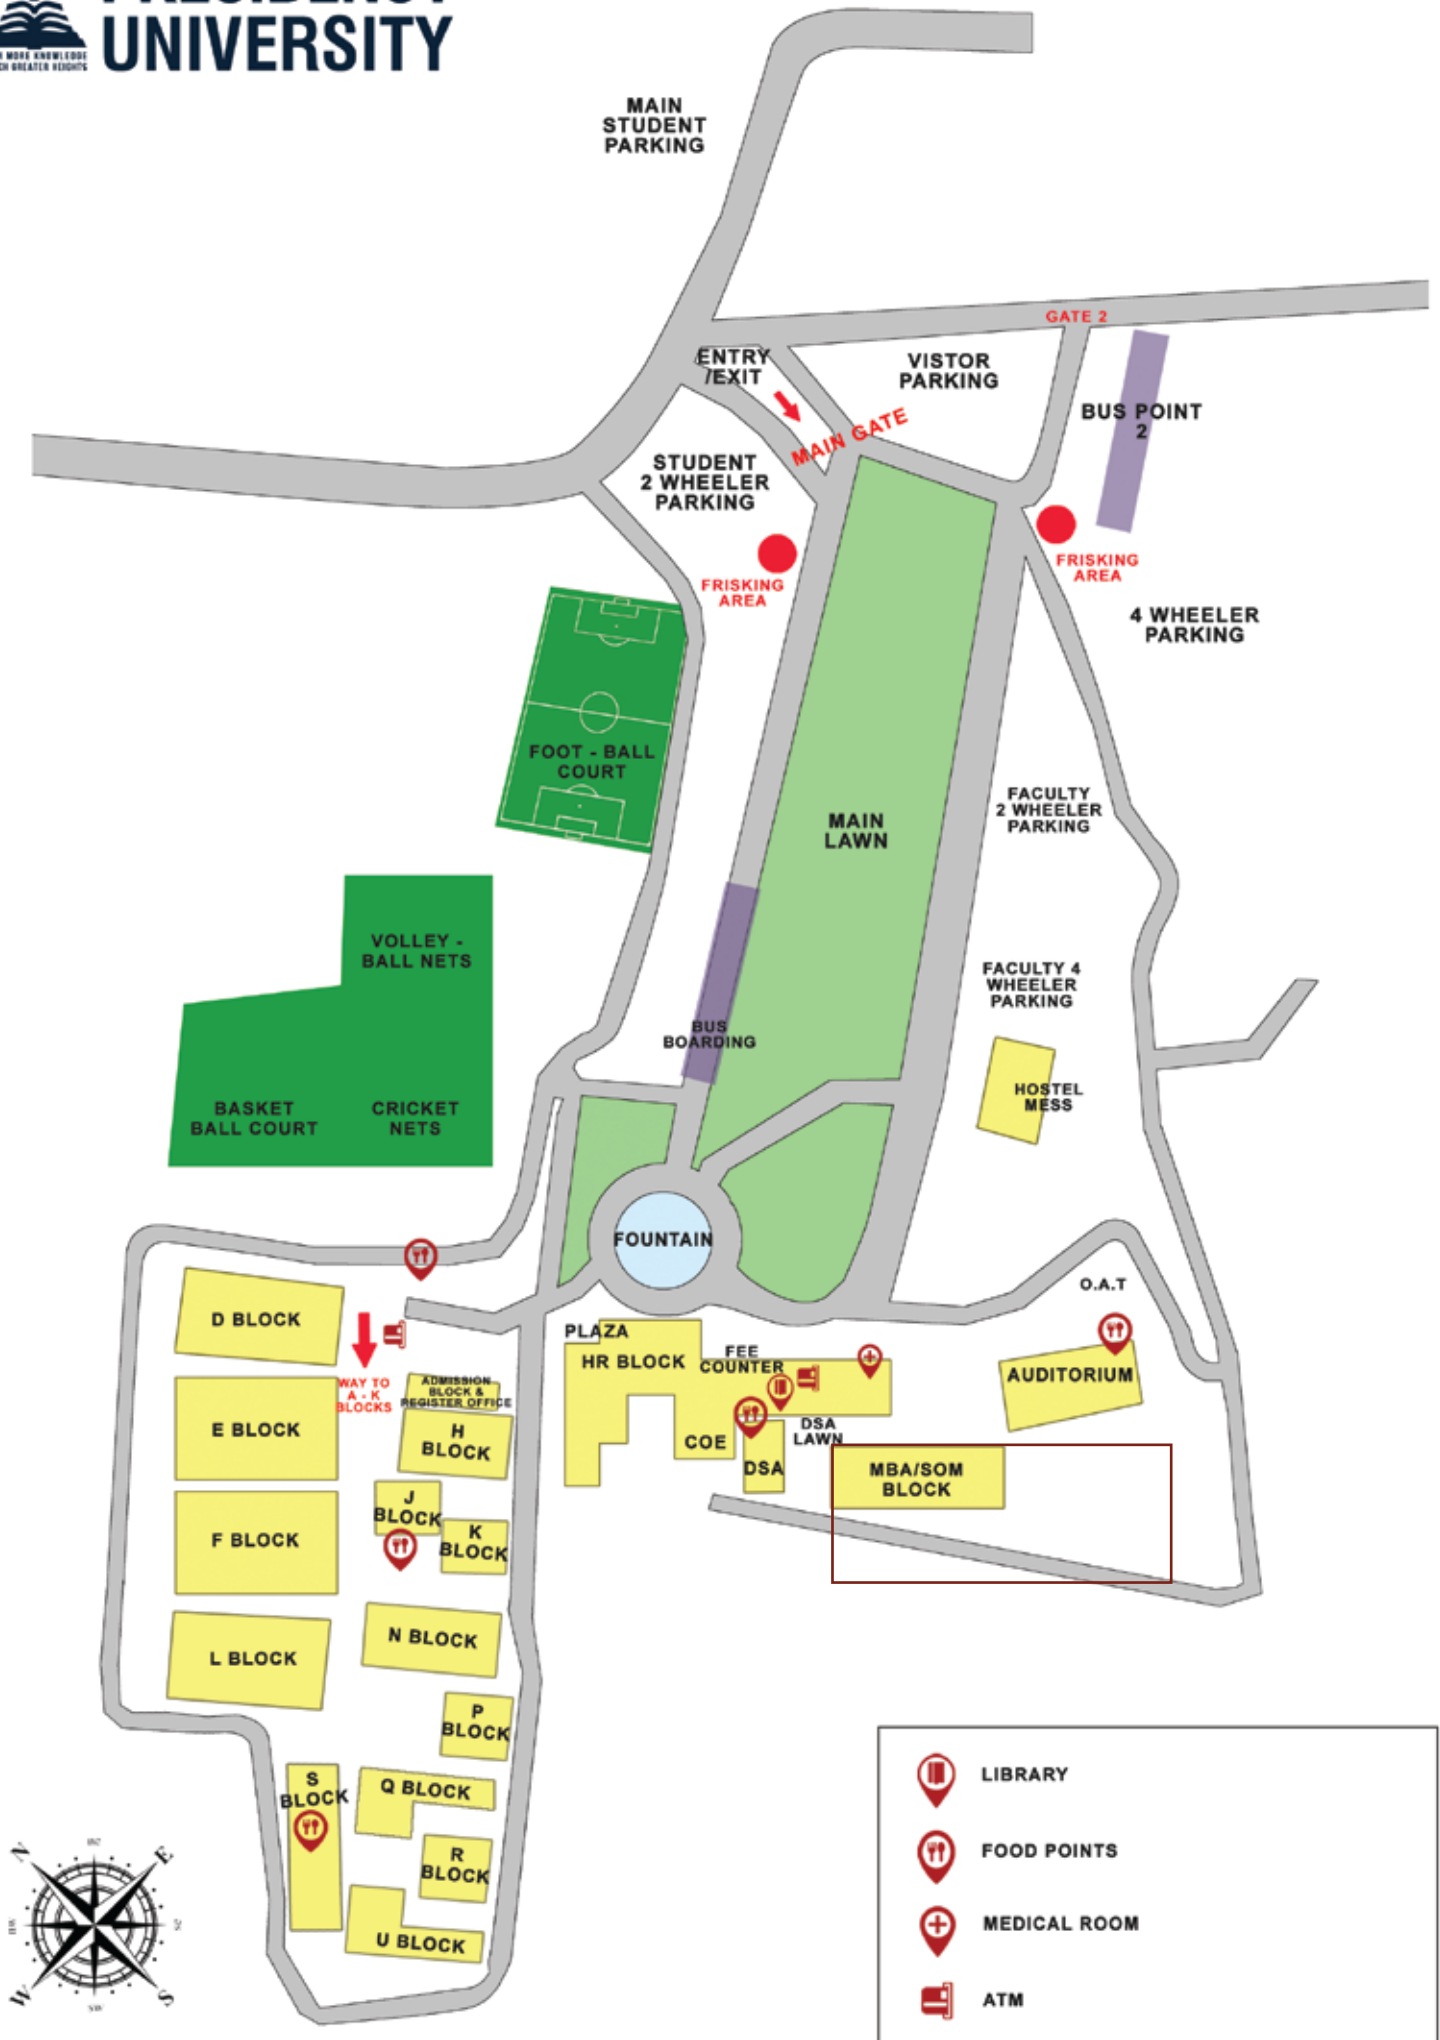 UNIVERSITY
MORE KNOWLEDGE
GREATER HEIGHTS
MAIN
STUDENT
PARKING
GATE 2
ENTRY
/EXIT
VISTOR
PARKING
BUS POINT
2
MAIN GATE
STUDENT
2 WHEELER
PARKING
FRISKING
AREA
FRISKING
AREA
4 WHEELER
PARKING
FOOT - BALL
COURT
FACULTY
2 WHEELER
PARKING
MAIN
LAWN
VOLLEY -
BALL NETS
FACULTY 4
WHEELER
PARKING
BUS
BOARDING
HOSTEL
MESS
BASKET
BALL COURT
CRICKET
NETS
FOUNTAIN
O.A.T
D BLOCK
PLAZA
HR BLOCK
FEE
COUNTER
AUDITORIUM
WAY TO
A - K
BLOCKS
ADMISSION
BLOCK &
REGISTER OFFICE
E BLOCK
H
BLOCK
COE
DSA
LAWN
DSA
MBA/SOM
BLOCK
J
BLOCK
K
BLOCK
F BLOCK
N BLOCK
L BLOCK
P
BLOCK
S
BLOCK
Q BLOCK
R
BLOCK
U BLOCK
N
E
W
S
LIBRARY
FOOD POINTS
MEDICAL ROOM
ATM